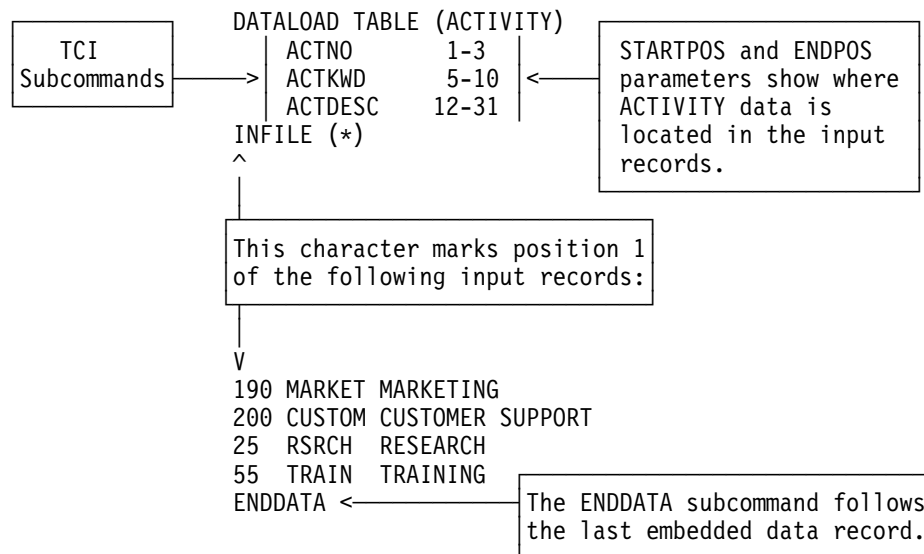 DATALOAD TABLE (ACTIVITY)
TCI
Subcommands
ACTNO 1-3
ACTKWD 5-10
ACTDESC 12-31
STARTPOS and ENDPOS
parameters show where
ACTIVITY data is
located in the input
records.
INFILE (*)
^
This character marks position 1
of the following input records:
V
190 MARKET MARKETING
200 CUSTOM CUSTOMER SUPPORT
25  RSRCH  RESEARCH
55  TRAIN  TRAINING
ENDDATA <
The ENDDATA subcommand follows
the last embedded data record.